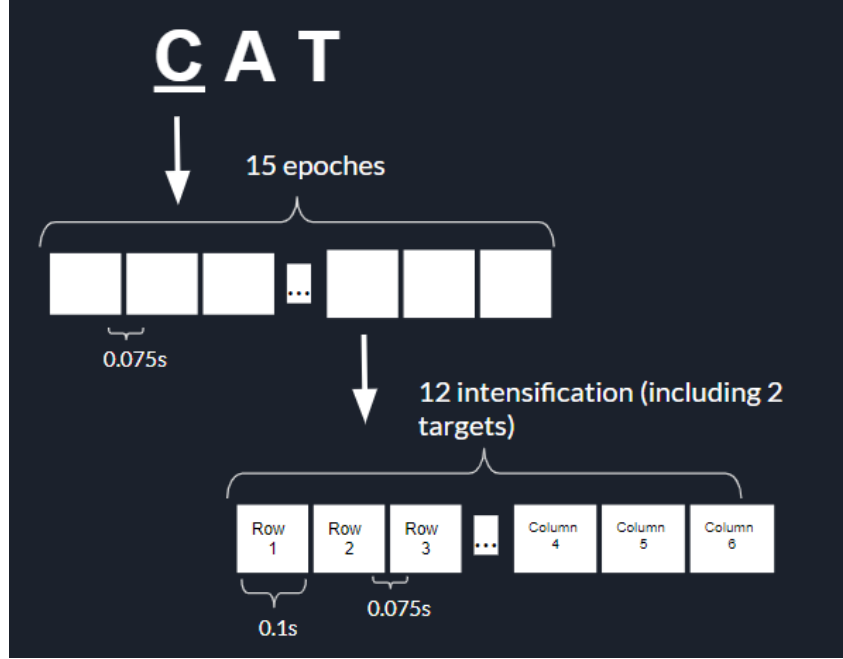 C A T
15 epoches
...
0.075s
12 intensification (including 2
targets)
Row
1
Row
2
Row
3
...
Column
4
Column
5
Column
6
0.075s
0.1s